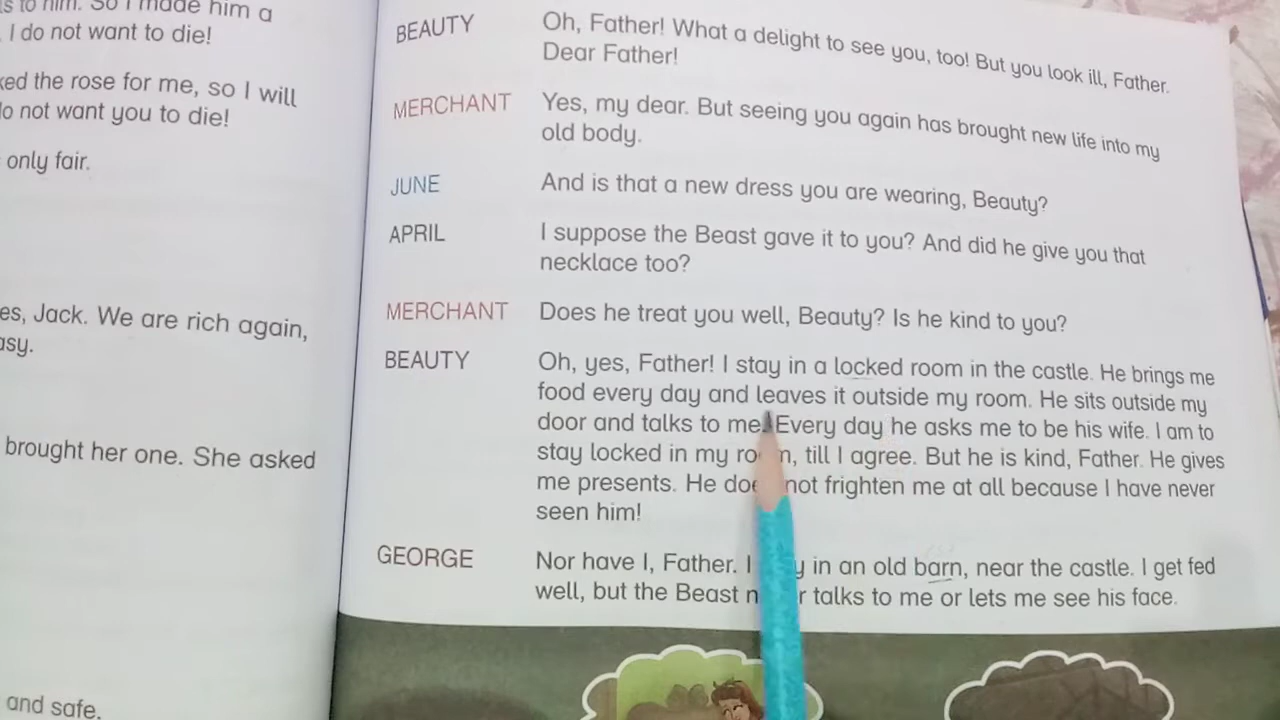 s to him. So I made him a
I do not want to die!
ked the rose for me, so I will
do not want you to die!
only fair.
es, Jack. We are rich again,
asy.
brought her one. She asked
and safe.
BEAUTY Oh, Father! What a delight to see you, too! But you look ill, Father.
Dear Father!
MERCHANT Yes, my dear. But seeing you again has brought new life into my
old body.
JUNE And is that a new dress you are wearing, Beauty?
APRIL I suppose the Beast gave it to you? And did he give you that
necklace too?
MERCHANT Does he treat you well, Beauty? Is he kind to you?
BEAUTY Oh, yes, Father! I stay in a locked room in the castle. He brings me
food every day and leaves it outside my room. He sits outside my
door and talks to me. Every day he asks me to be his wife. I am to
stay locked in my room, till I agree. But he is kind, Father. He gives
me presents. He does not frighten me at all because I have never
seen him!
GEORGE Nor have I, Father. I stay in an old barn, near the castle. I get fed
well, but the Beast never talks to me or lets me see his face.